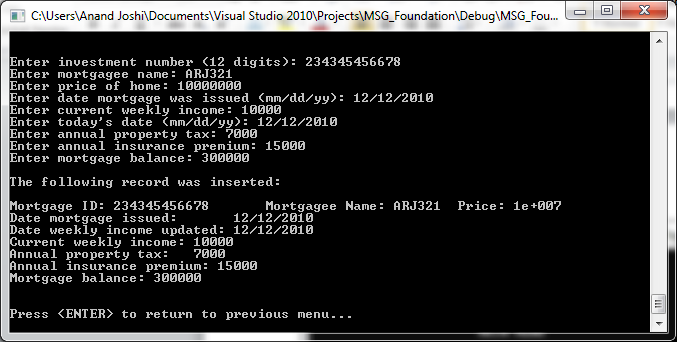 C:\Users\Anand Joshi\Documents\Visual Studio 2010\Projects\MSG_Foundation\Debug\MSG_Fou...
Enter investment number (12 digits): 234345456678
Enter mortgagee name: ARJ321
Enter price of home: 10000000
Enter date mortgage was issued (mm/dd/yy): 12/12/2010
Enter current weekly income: 10000
Enter today's date (mm/dd/yy): 12/12/2010
Enter annual property tax: 7000
Enter annual insurance premium: 15000
Enter mortgage balance: 300000
The following record was inserted:
Mortgage ID: 234345456678 Mortgagee Name: ARJ321 Price: 1e+007
Date mortgage issued: 12/12/2010
Date weekly income updated: 12/12/2010
Current weekly income: 10000
Annual property tax: 7000
Annual insurance premium: 15000
Mortgage balance: 300000
Press <ENTER> to return to previous menu...